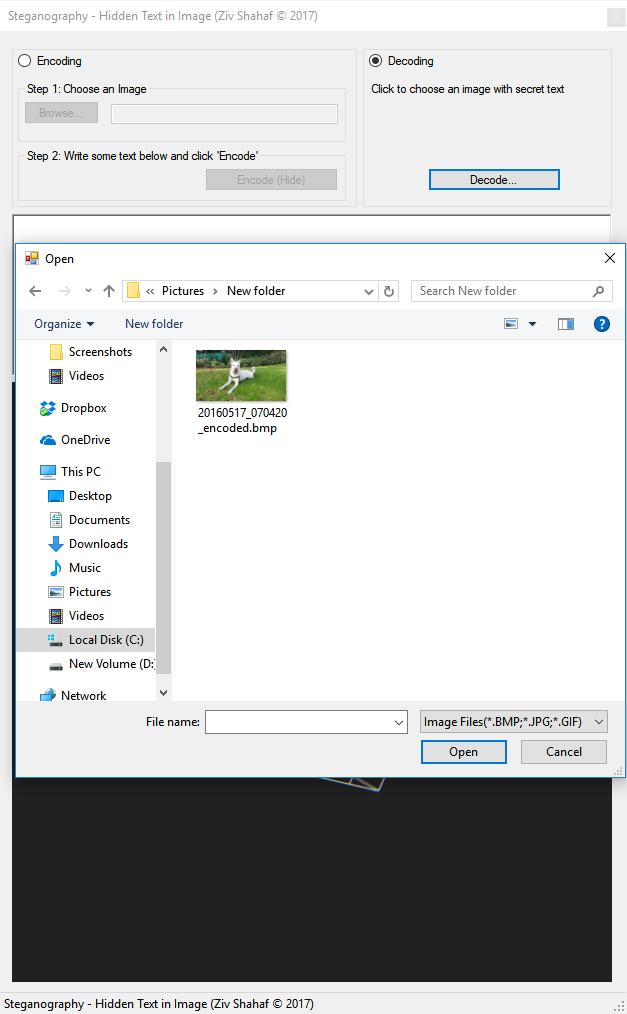 Steganography - Hidden Text in Image (Ziv Shahaf © 2017)
Encoding
Step 1: Choose an Image
Browse...
Step 2: Write some text below and click 'Encode'
Encode (Hide)
Decoding
Click to choose an image with secret text
Decode...
Open
« Pictures > New folder
Search New folder
Organize
New folder
?
Screenshots
Videos
Dropbox
OneDrive
This PC
Desktop
Documents
Downloads
Music
Pictures
Videos
Local Disk (C:)
New Volume (D:)
Network
20160517_070420
_encoded.bmp
File name:
Image Files(*.BMP;*.JPG;*.GIF)
Open
Cancel
Steganography - Hidden Text in Image (Ziv Shahaf © 2017)